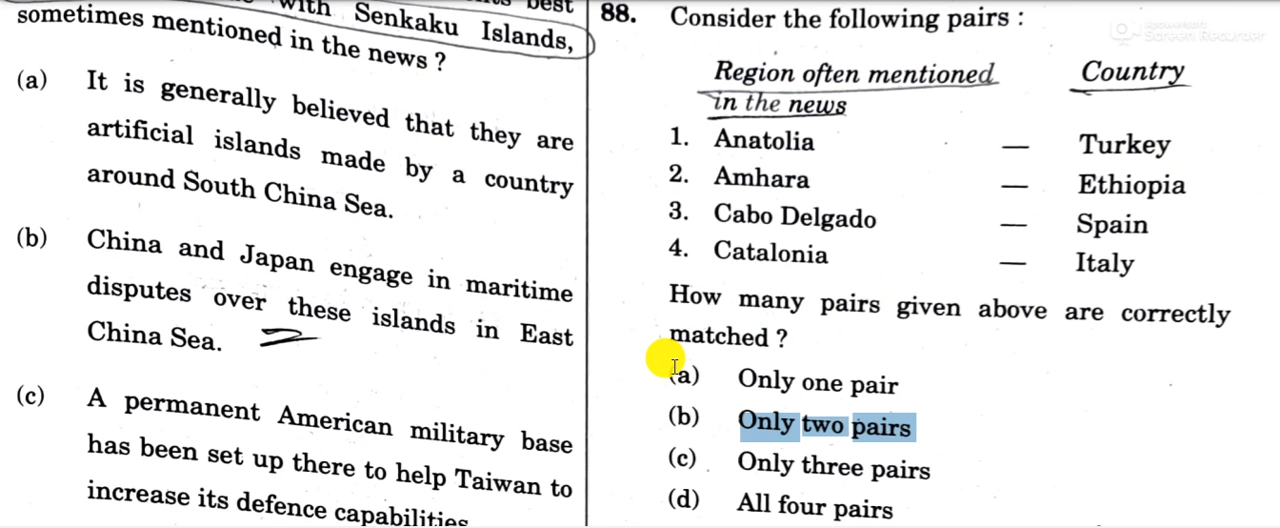 with Senkaku Islands,
sometimes mentioned in the news ?
(a) It is generally believed that they are
artificial islands made by a country
around South China Sea.
(b) China and Japan engage in maritime
disputes over these islands in East
China Sea.
(c) A permanent American military base
has been set up there to help Taiwan to
increase its defence capabilities
88. Consider the following pairs :
Region often mentioned Country
in the news
1. Anatolia — Turkey
2. Amhara — Ethiopia
3. Cabo Delgado — Spain
4. Catalonia — Italy
How many pairs given above are correctly
matched ?
(a) Only one pair
(b) Only two pairs
(c) Only three pairs
(d) All four pairs
Screen Recorder